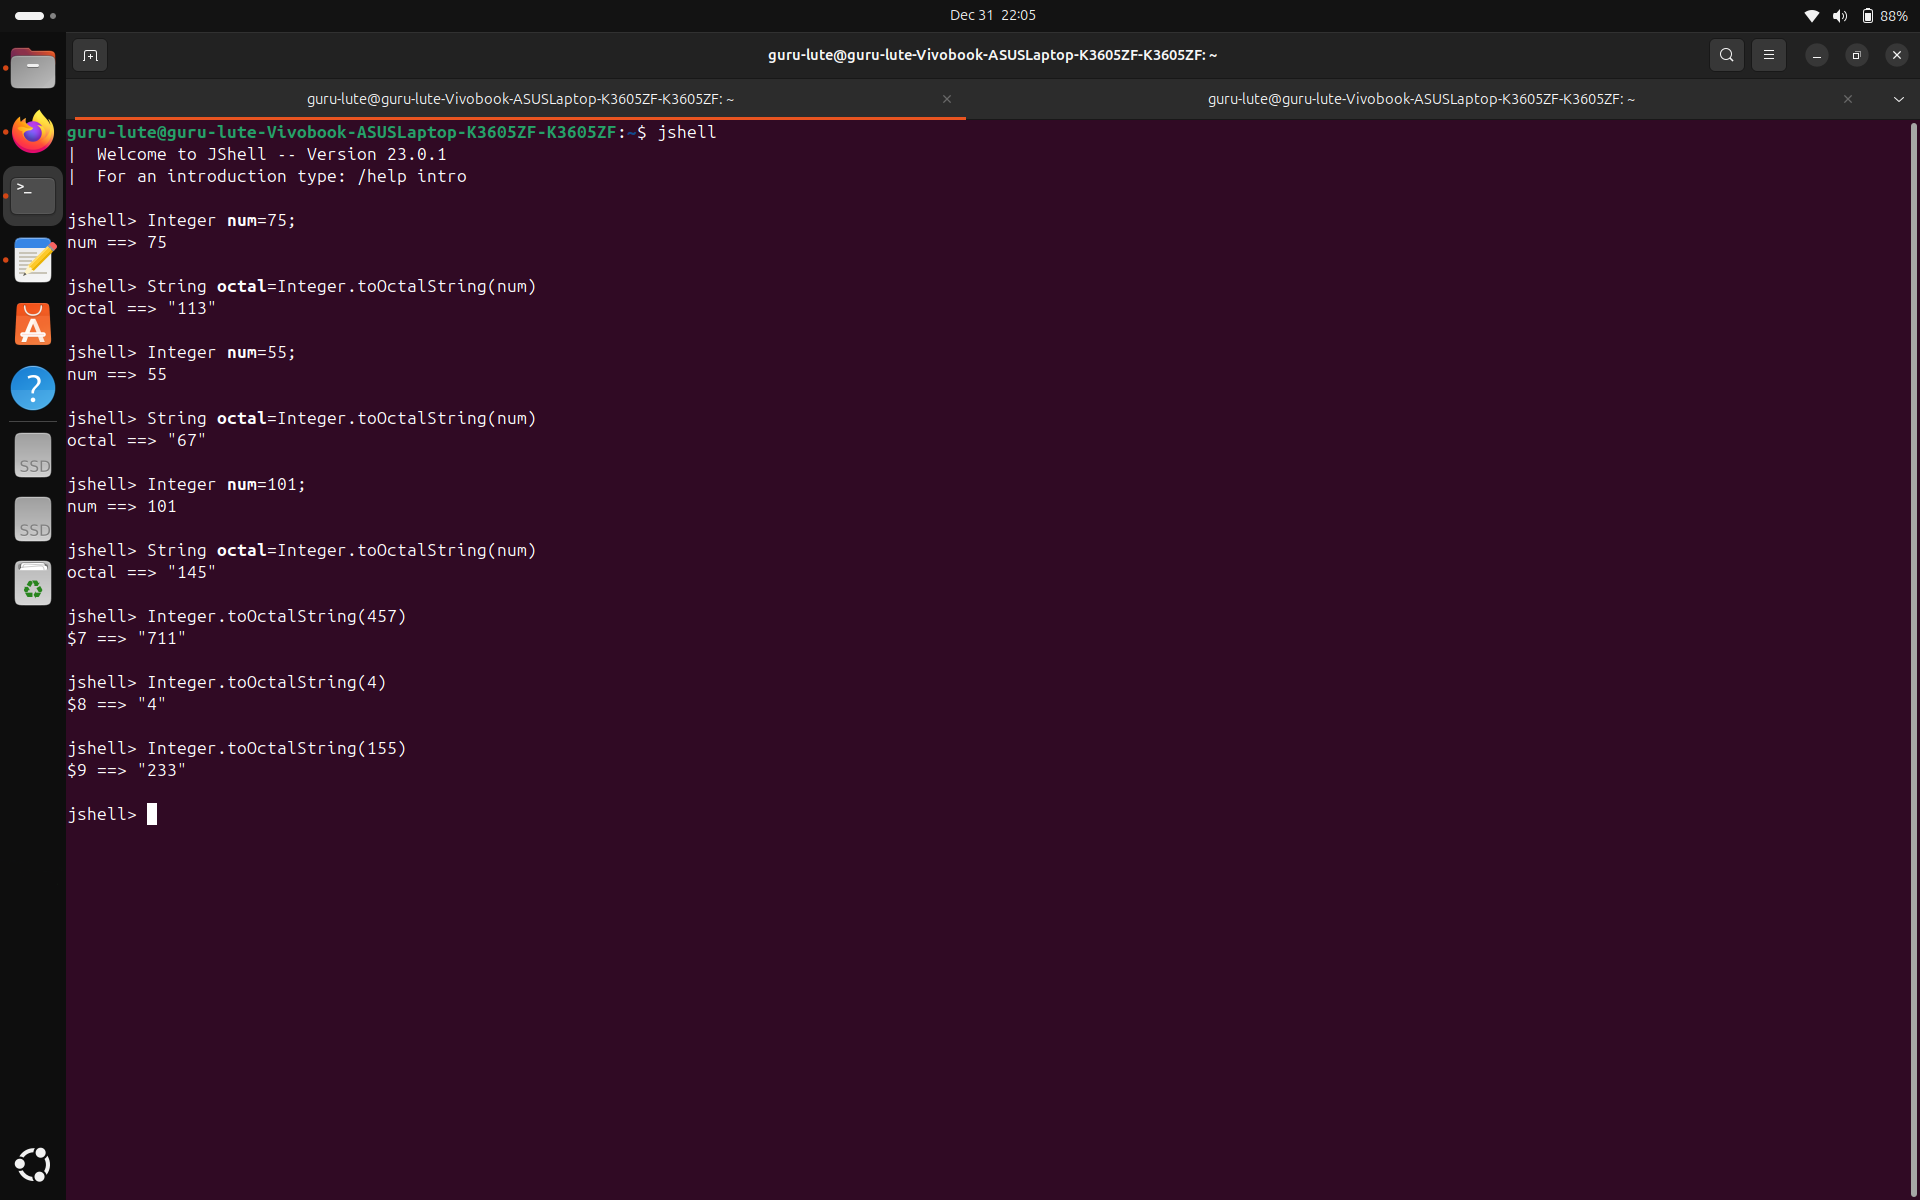 Dec 31 22:05
88%
guru-lute@guru-lute-Vivobook-ASUSLaptop-K3605ZF-K3605ZF: ~
guru-lute@guru-lute-Vivobook-ASUSLaptop-K3605ZF-K3605ZF: ~
guru-lute@guru-lute-Vivobook-ASUSLaptop-K3605ZF-K3605ZF: ~
guru-lute@guru-lute-Vivobook-ASUSLaptop-K3605ZF-K3605ZF:~$ jshell
|  Welcome to JShell -- Version 23.0.1
|  For an introduction type: /help intro
jshell> Integer num=75;
num ==> 75
jshell> String octal=Integer.toOctalString(num)
octal ==> "113"
jshell> Integer num=55;
num ==> 55
jshell> String octal=Integer.toOctalString(num)
octal ==> "67"
jshell> Integer num=101;
num ==> 101
jshell> String octal=Integer.toOctalString(num)
octal ==> "145"
jshell> Integer.toOctalString(457)
$7 ==> "711"
jshell> Integer.toOctalString(4)
$8 ==> "4"
jshell> Integer.toOctalString(155)
$9 ==> "233"
jshell>
>_
A
?
SSD
SSD